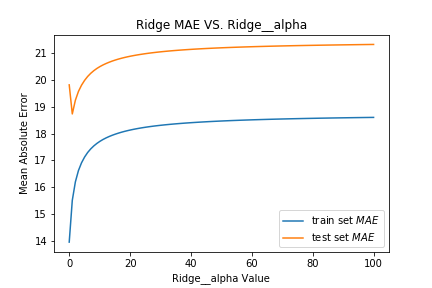 Ridge MAE VS. Ridge__alpha
Mean Absolute Error
21
20
19
18
17
16
15
14
0
20
40
60
80
100
Ridge__alpha Value
train set MAE
test set MAE